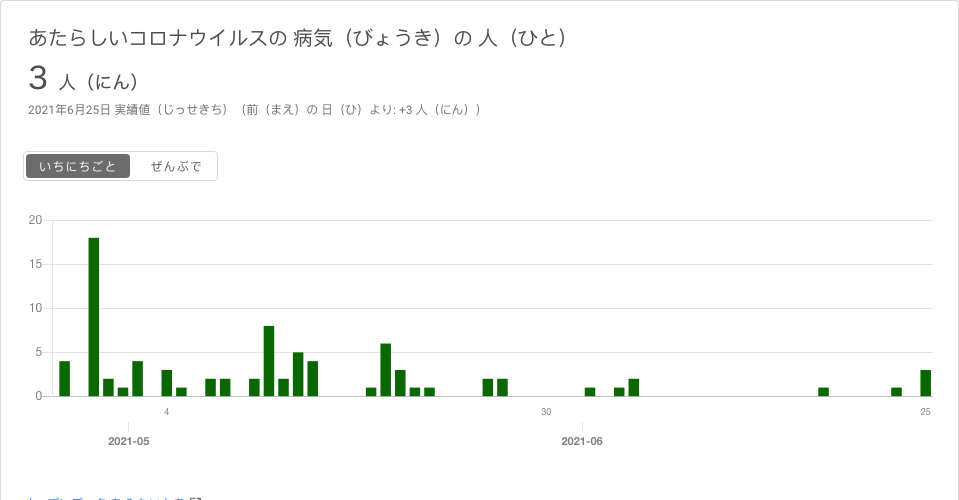 あたらしいコロナウイルスの 病気（びょうき）の 人（ひと）
3 人（にん）
2021年6月25日 実績値（じっせきち）（前（まえ）の 日（ひ）より: +3 人（にん））
いちにちごと ぜんぶで
20
15
10
5
0
4 30 25
2021-05 2021-06